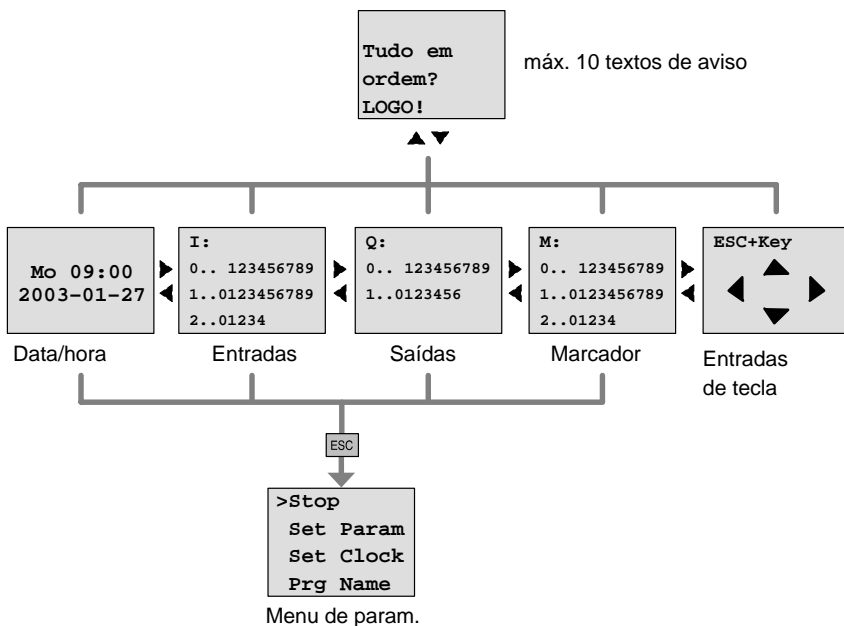 Tudo em
ordem?
LOGO!
máx. 10 textos de aviso
Mo 09:00
2003–01–27
Data/hora
I:
0.. 123456789
1..0123456789
2..01234
Entradas
Q:
0.. 123456789
1..0123456
Saídas
M:
0.. 123456789
1..0123456789
2..01234
Marcador
ESC+Key
Entradas
de tecla
ESC
>Stop
Set Param
Set Clock
Prg Name
Menu de param.